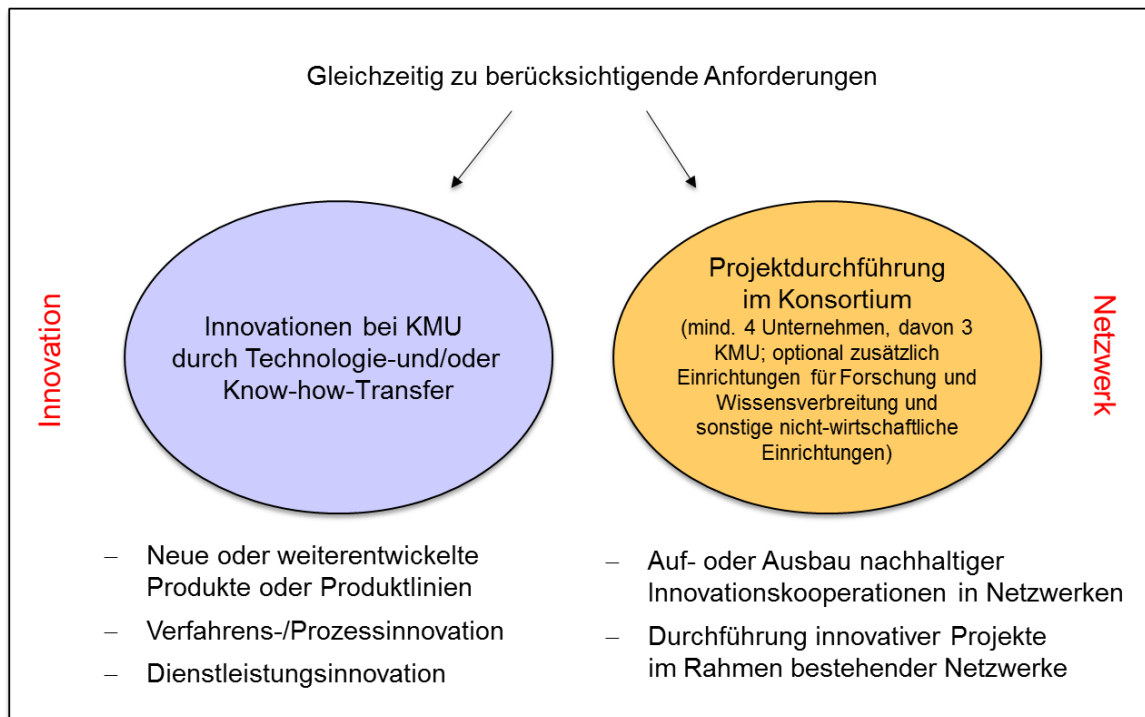 Gleichzeitig zu berücksichtigende Anforderungen
Innovation
Innovationen bei KMU
durch Technologie-und/oder
Know-how-Transfer
– Neue oder weiterentwickelte
Produkte oder Produktlinien
– Verfahrens-/Prozessinnovation
– Dienstleistungsinnovation
Projektdurchführung
im Konsortium
(mind. 4 Unternehmen, davon 3
KMU; optional zusätzlich
Einrichtungen für Forschung und
Wissensverbreitung und
sonstige nicht-wirtschaftliche
Einrichtungen)
Netzwerk
– Auf- oder Ausbau nachhaltiger
Innovationskooperationen in Netzwerken
– Durchführung innovativer Projekte
im Rahmen bestehender Netzwerke